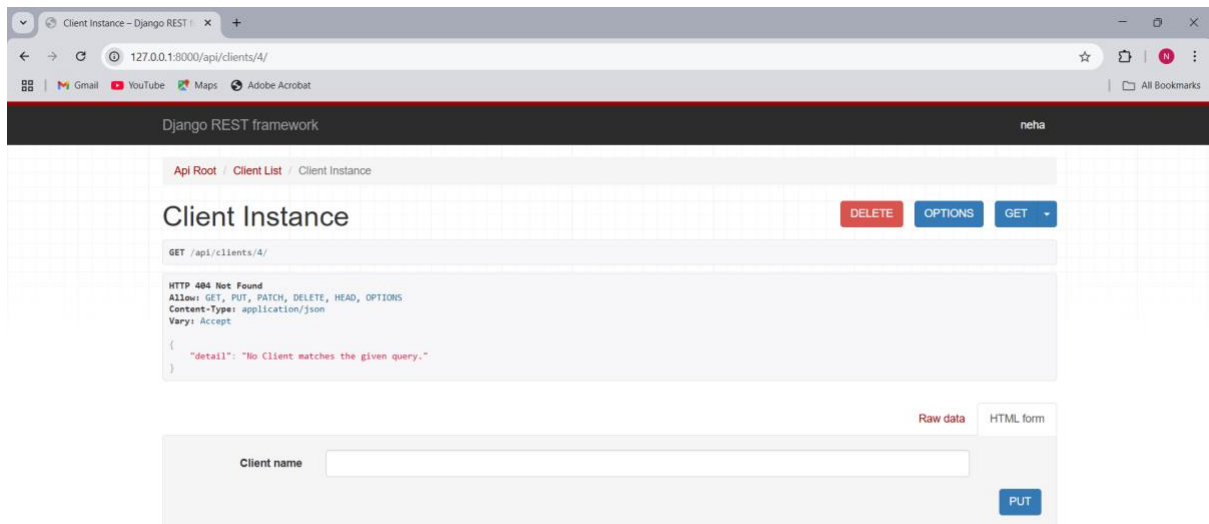 Client Instance – Django REST f
127.0.0.1:8000/api/clients/4/
N
Gmail YouTube Maps Adobe Acrobat All Bookmarks
Django REST framework neha
Api Root / Client List / Client Instance
Client Instance DELETE OPTIONS GET
GET /api/clients/4/
HTTP 404 Not Found
Allow: GET, PUT, PATCH, DELETE, HEAD, OPTIONS
Content-Type: application/json
Vary: Accept
{
"detail": "No Client matches the given query."
}
Raw data HTML form
Client name
PUT